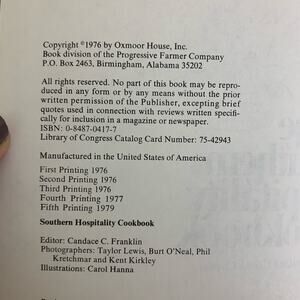 Copyright ©1976 by Oxmoor House, Inc.
Book division of the Progressive Farmer Company
P.O. Box 2463, Birmingham, Alabama 35202
All rights reserved. No part of this book may be repro-
duced in any form or by any means without the prior
written permission of the Publisher, excepting brief
quotes used in connection with reviews written specifi-
cally for inclusion in a magazine or newspaper.
ISBN: 0-8487-0417-7
Library of Congress Catalog Card Number: 75-42943
Manufactured in the United States of America
First Printing 1976
Second Printing 1976
Third Printing 1976
Fourth Printing 1977
Fifth Printing 1979
Southern Hospitality Cookbook
Editor: Candace C. Franklin
Photographers: Taylor Lewis, Burt O'Neal, Phil
Kretchmar and Kent Kirkley
Illustrations: Carol Hanna